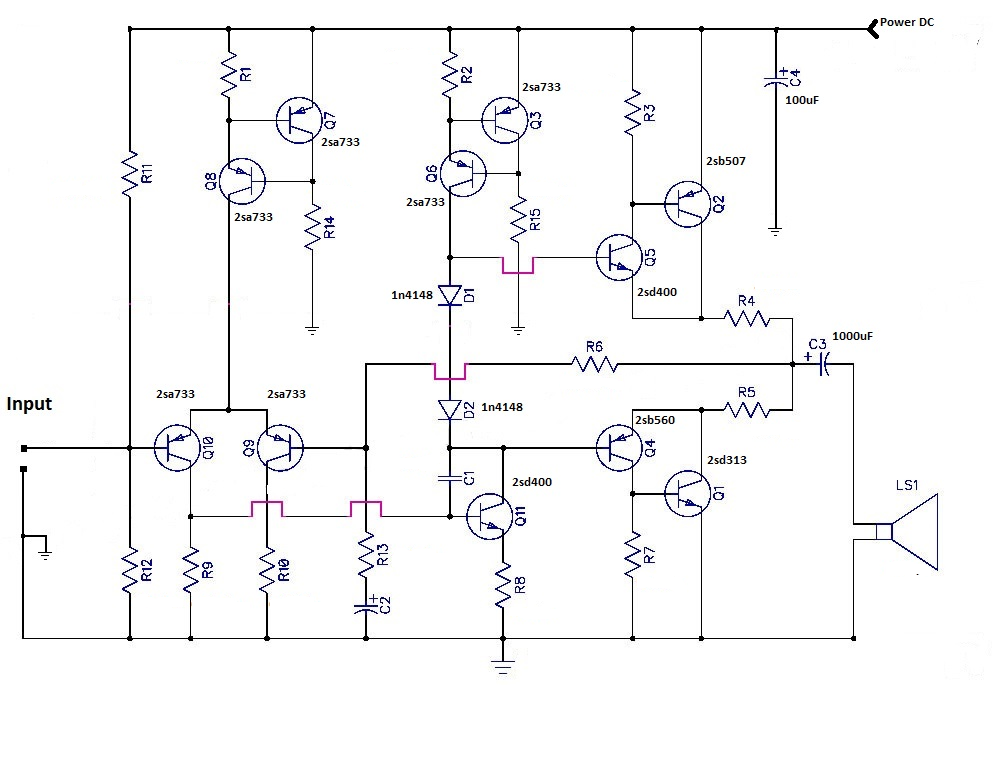 Power DC
R1
R2
C4
100uF
2sa733
Q7
2sa733
Q3
R3
R11
Q8
2sa733
Q6
2sa733
2sb507
Q2
R14
R15
Q5
2sd400
1n4148
D1
R4
1000uF
C3
R6
Input
2sa733
2sa733
D2
1n4148
R5
2sb560
Q10
Q9
Q4
2sd313
C1
2sd400
Q11
Q1
LS1
R12
R9
R10
R13
R8
R7
C2